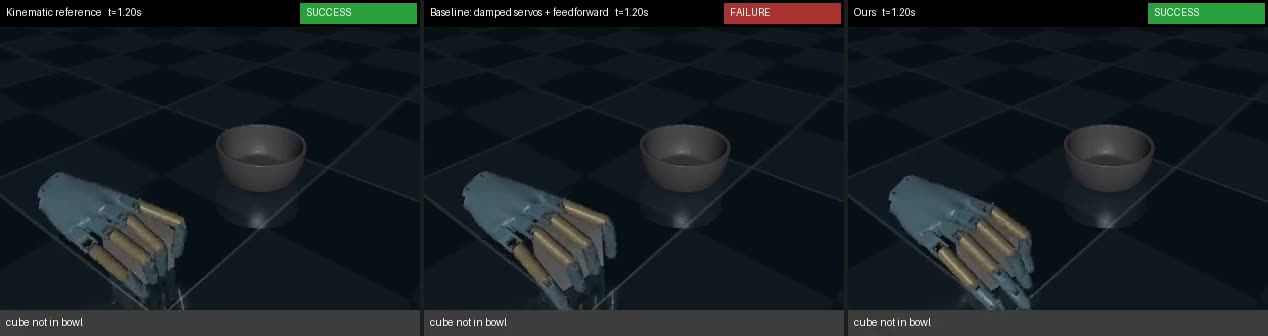 Kinematic reference t=1.20s
SUCCESS
Baseline: damped servos + feedforward t=1.20s
FAILURE
Ours t=1.20s
SUCCESS
cube not in bowl
cube not in bowl
cube not in bowl